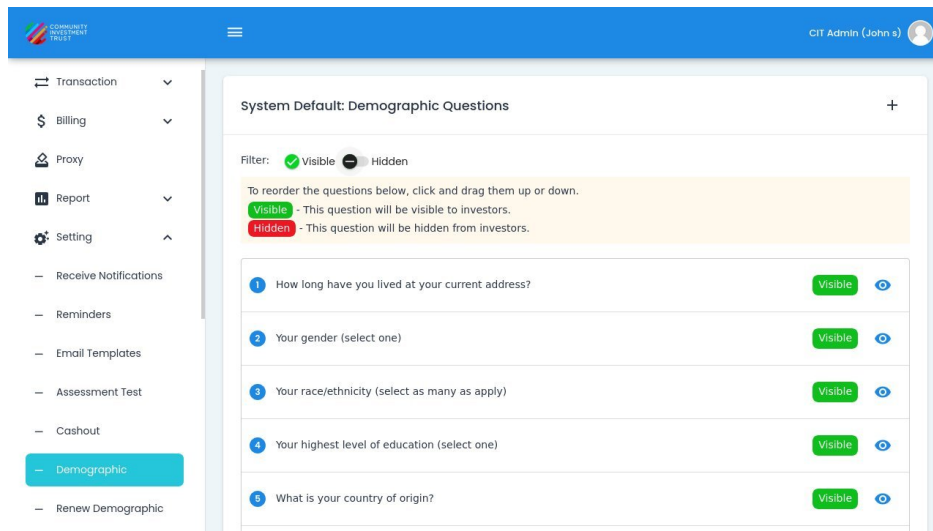 COMMUNITY
INVESTMENT
TRUST
CIT Admin (John s)
Transaction
Billing
Proxy
Report
Setting
Receive Notifications
Reminders
Email Templates
Assessment Test
Cashout
Demographic
Renew Demographic
System Default: Demographic Questions
Filter: Visible Hidden
To reorder the questions below, click and drag them up or down.
Visible - This question will be visible to investors.
Hidden - This question will be hidden from investors.
1 How long have you lived at your current address? Visible
2 Your gender (select one) Visible
3 Your race/ethnicity (select as many as apply) Visible
4 Your highest level of education (select one) Visible
5 What is your country of origin? Visible